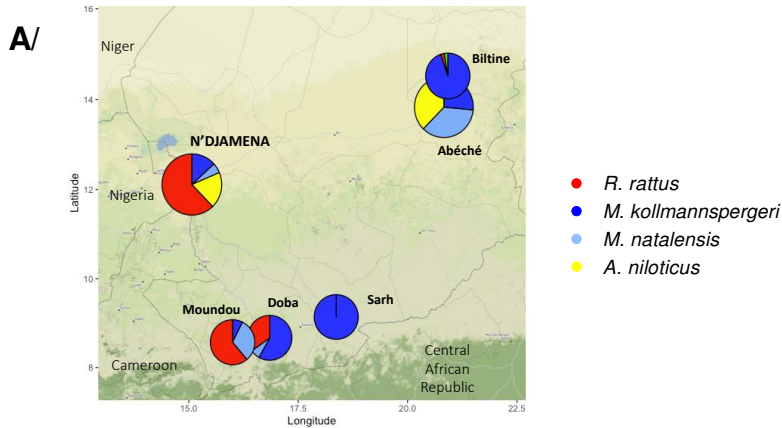 A/
16
Niger
Biltine
14
N'DJAMENA
Abéché
Latitude
12
Nigeria
R. rattus
M. kollmannspergeri
M. natalensis
A. niloticus
10
Moundou
Doba
Sarh
8
Cameroon
Central
African
Republic
15.0
17.5
20.0
22.5
Longitude